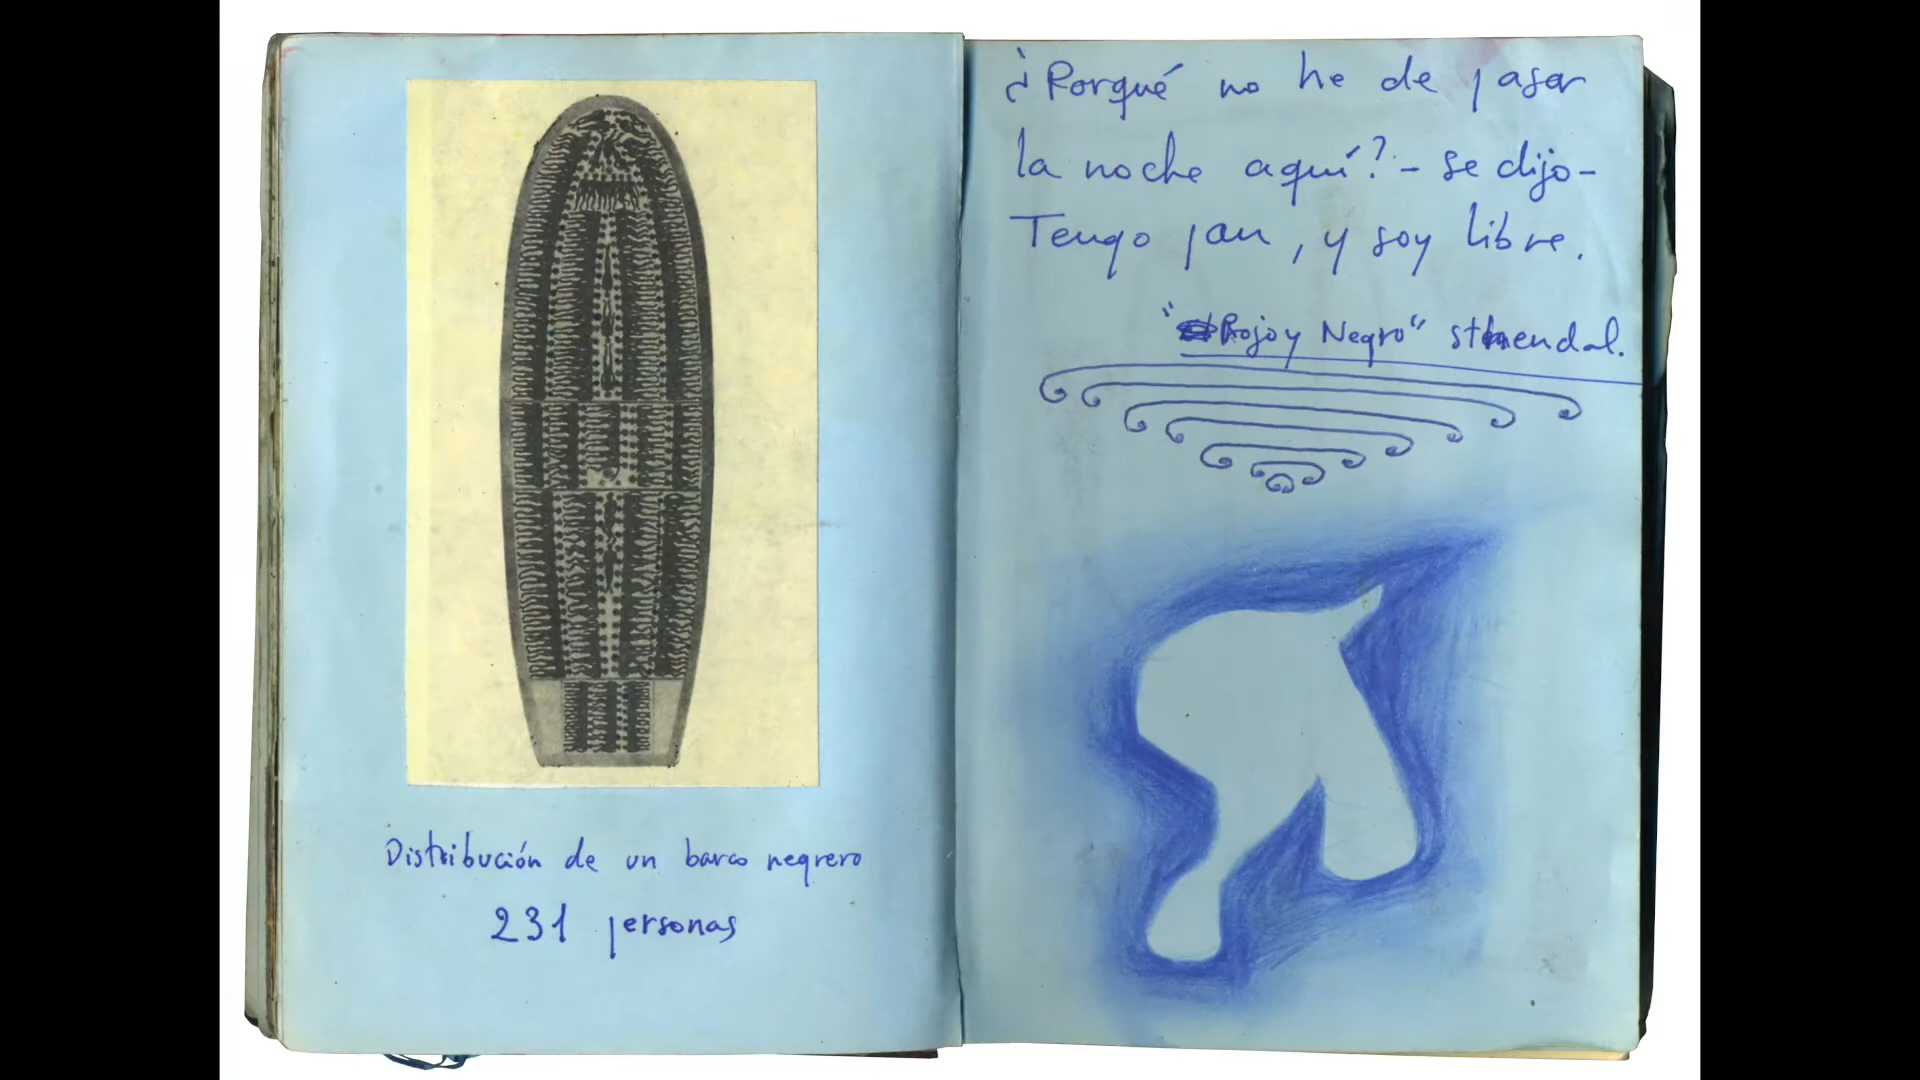 Distribución de un barco negrero
231 personas
¿Porqué no he de pasar
la noche aquí? - se dijo -
Tengo pan, y soy libre.
"Rojo y Negro" sthendal.